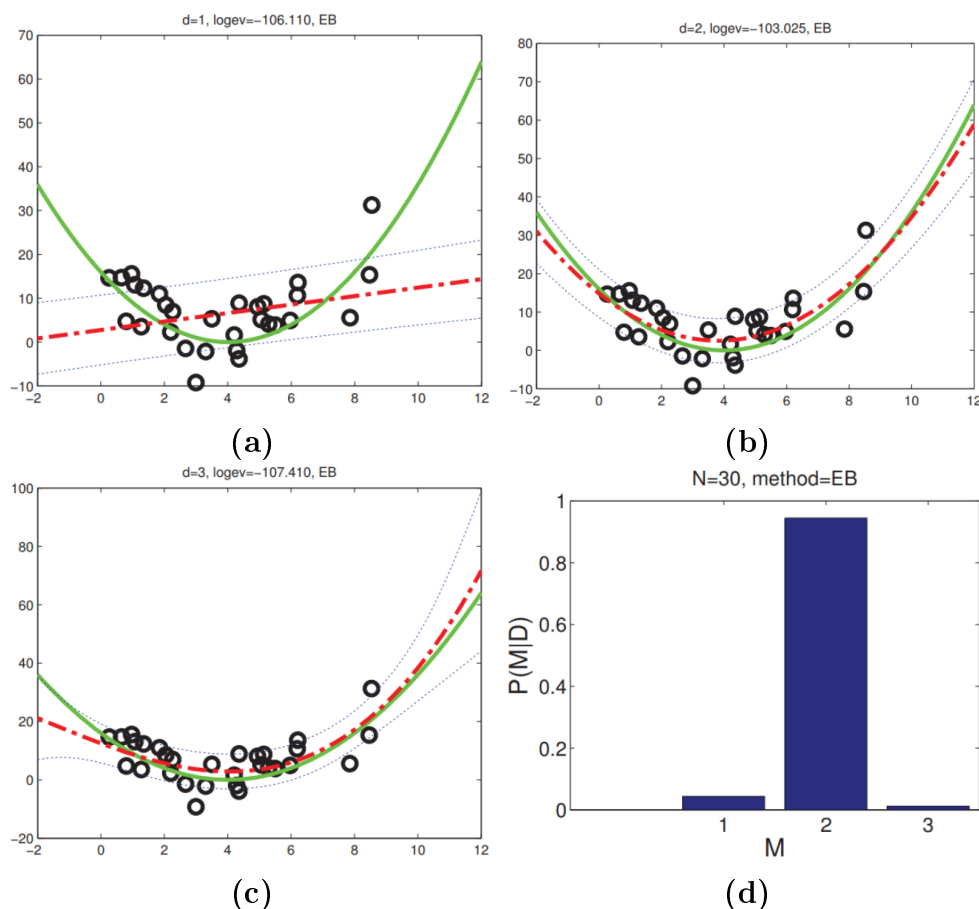 d=1, logev=−106.110, EB
70
60
50
40
30
20
10
0
−10
−2 0 2 4 6 8 10 12
(a)
d=2, logev=−103.025, EB
80
70
60
50
40
30
20
10
0
−10
−2 0 2 4 6 8 10 12
(b)
d=3, logev=−107.410, EB
100
80
60
40
20
0
−20
−2 0 2 4 6 8 10 12
(c)
N=30, method=EB
1
0.8
0.6
0.4
0.2
0
P(M|D)
1 2 3
M
(d)